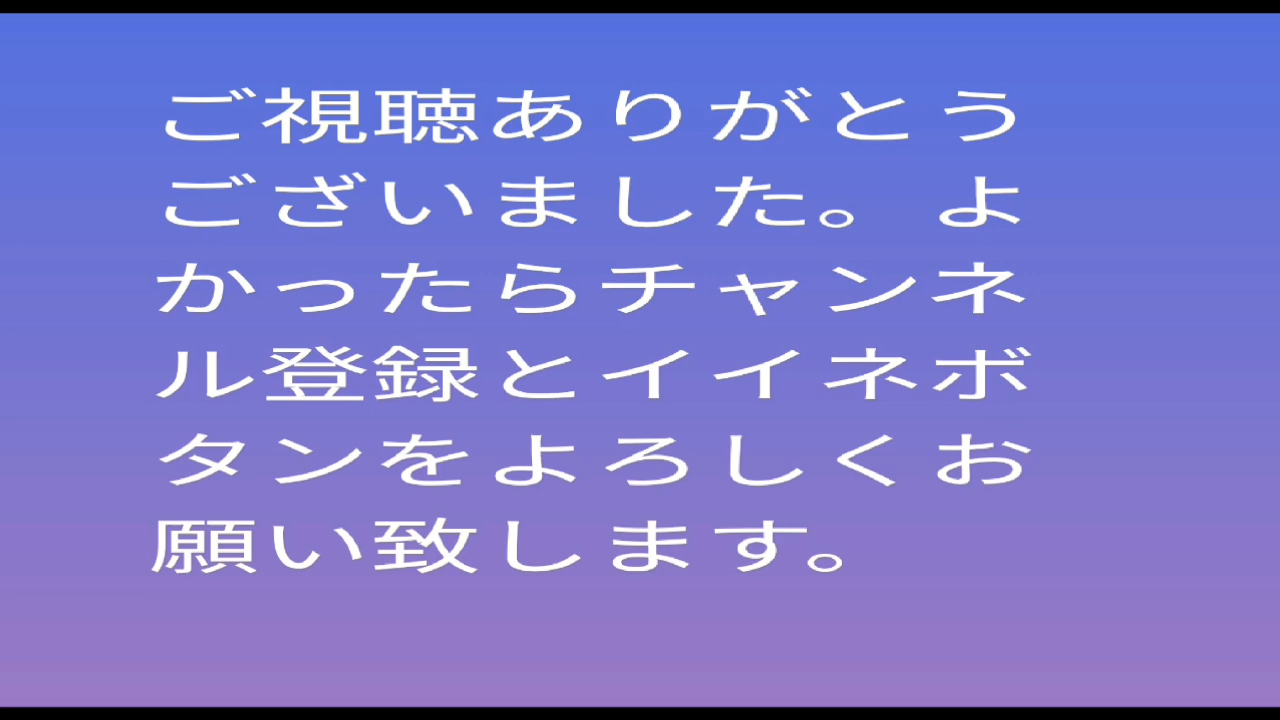 ご視聴ありがとう
ございました。よ
かったらチャンネ
ル登録とイイネボ
タンをよろしくお
願い致します。